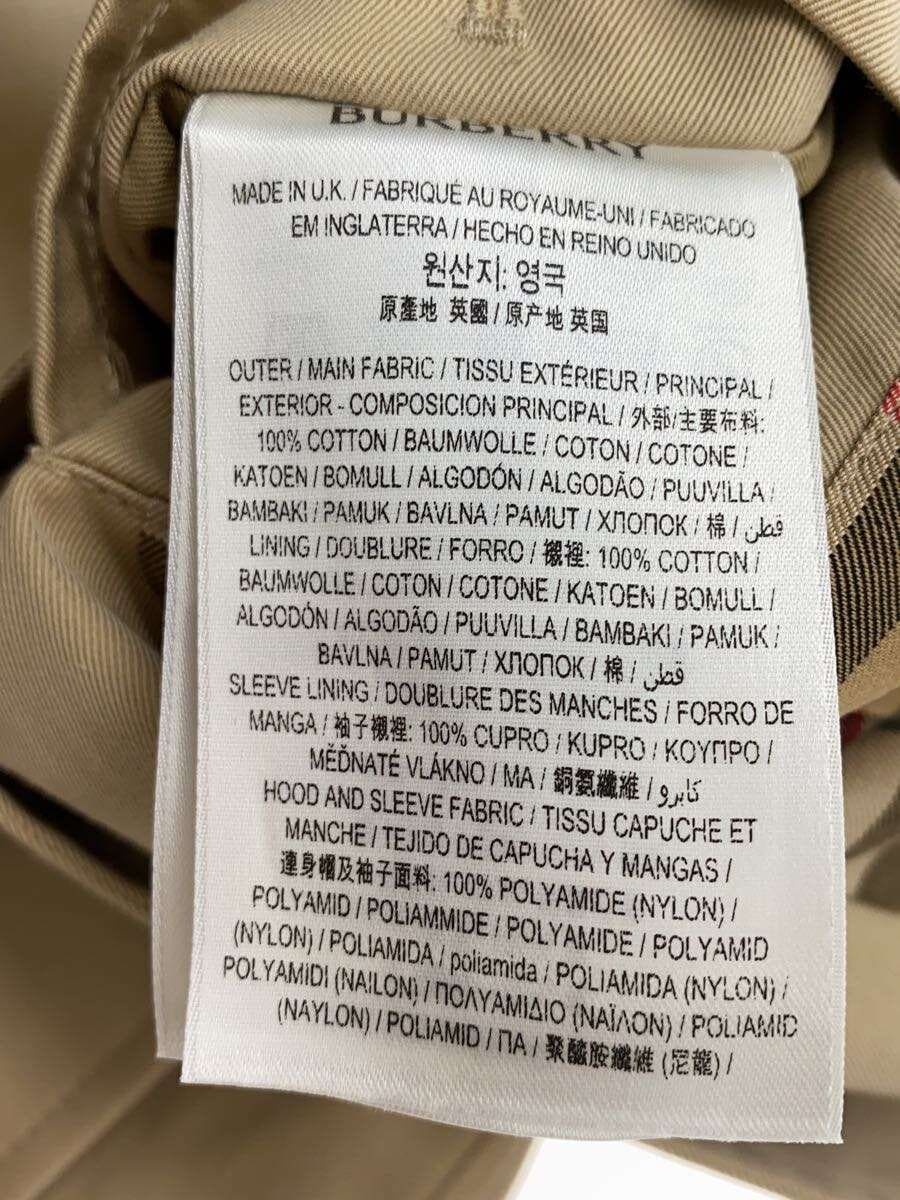 BURBERRY
MADE IN U.K. / FABRIQUÉ AU ROYAUME-UNI / FABRICADO
EM INGLATERRA / HECHO EN REINO UNIDO
원산지: 영국
原產地 英國 / 原产地 英国
OUTER / MAIN FABRIC / TISSU EXTÉRIEUR / PRINCIPAL /
EXTERIOR - COMPOSICION PRINCIPAL / 外部/主要布料:
100% COTTON / BAUMWOLLE / COTON / COTONE /
KATOEN / BOMULL / ALGODÓN / ALGODÃO / PUUVILLA /
BAMBAKI / PAMUK / BAVLNA / PAMUT / ХЛОПОК / 棉 / قطن
LINING / DOUBLURE / FORRO / 襯裡: 100% COTTON /
BAUMWOLLE / COTON / COTONE / KATOEN / BOMULL /
ALGODÓN / ALGODÃO / PUUVILLA / BAMBAKI / PAMUK /
BAVLNA / PAMUT / ХЛОПОК / 棉 / قطن
SLEEVE LINING / DOUBLURE DES MANCHES / FORRO DE
MANGA / 袖子襯裡: 100% CUPRO / KUPRO / ΚΟΥΠΡΟ /
MĚĎNATÉ VLÁKNO / MA / 銅氨纖維 / كابرو
HOOD AND SLEEVE FABRIC / TISSU CAPUCHE ET
MANCHE / TEJIDO DE CAPUCHA Y MANGAS /
連身帽及袖子面料: 100% POLYAMIDE (NYLON) /
POLYAMID / POLIAMMIDE / POLYAMIDE / POLYAMID
(NYLON) / POLIAMIDA / poliamida / POLIAMIDA (NYLON) /
POLYAMIDI (NAILON) / ΠΟΛΥΑΜΙΔΙΟ (ΝΑΪΛΟΝ) / POLIAMID
(NAYLON) / POLIAMID / ПА / 聚醯胺纖維 (尼龍) /